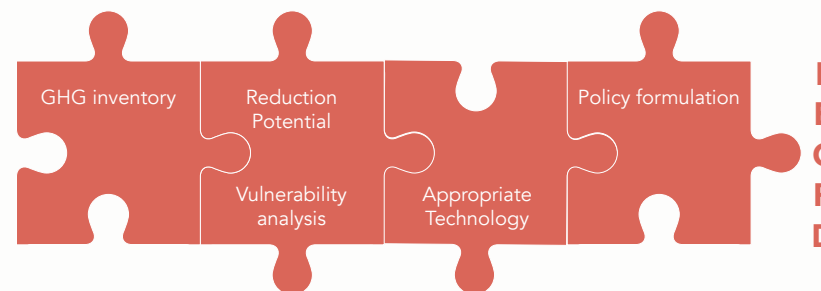 GHG inventory
Reduction
Potential
Vulnerability
analysis
Appropriate
Technology
Policy formulation